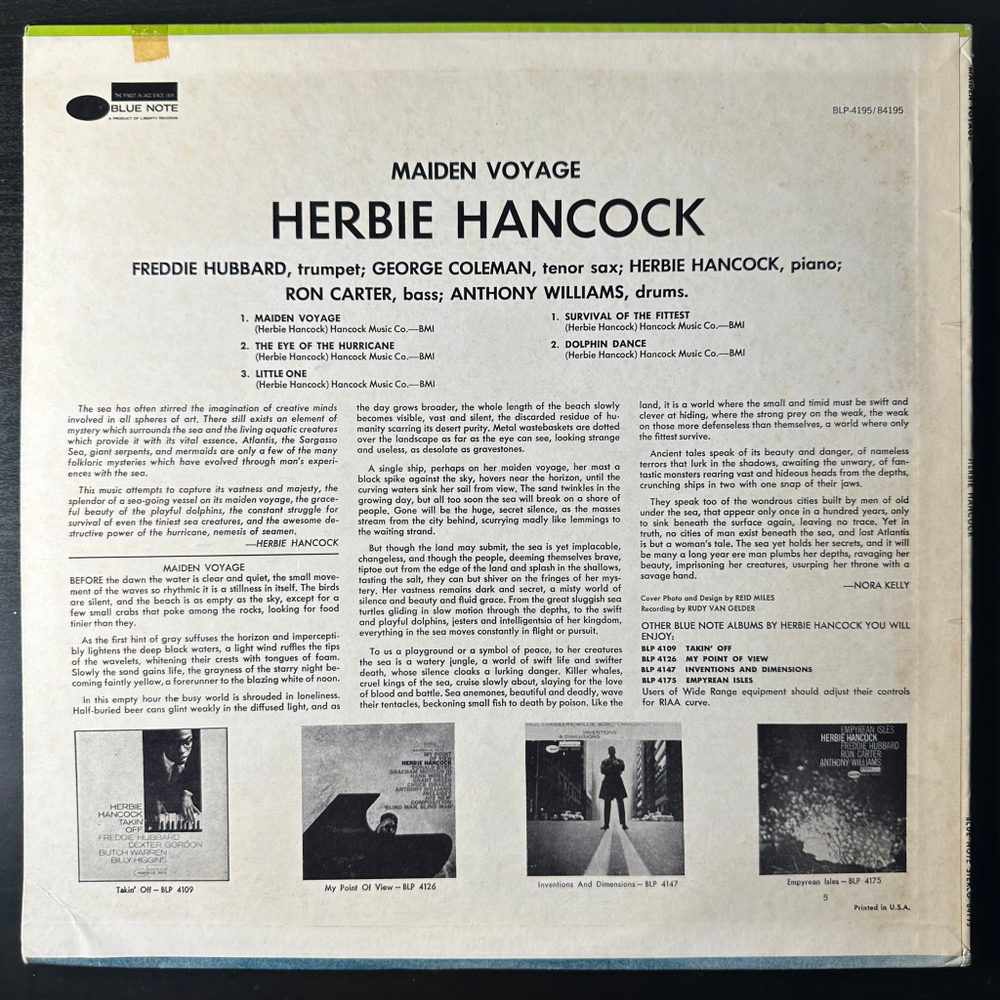 THE FINEST IN JAZZ SINCE 1939
BLUE NOTE
A PRODUCT OF LIBERTY RECORDS
BLP-4195/84195
MAIDEN VOYAGE
HERBIE HANCOCK
FREDDIE HUBBARD, trumpet; GEORGE COLEMAN, tenor sax; HERBIE HANCOCK, piano;
RON CARTER, bass; ANTHONY WILLIAMS, drums.
1. MAIDEN VOYAGE
(Herbie Hancock) Hancock Music Co.—BMI
2. THE EYE OF THE HURRICANE
(Herbie Hancock) Hancock Music Co.—BMI
3. LITTLE ONE
(Herbie Hancock) Hancock Music Co.—BMI
1. SURVIVAL OF THE FITTEST
(Herbie Hancock) Hancock Music Co.—BMI
2. DOLPHIN DANCE
(Herbie Hancock) Hancock Music Co.—BMI
The sea has often stirred the imagination of creative minds
involved in all spheres of art. There still exists an element of
mystery which surrounds the sea and the living aquatic creatures
which provide it with its vital essence. Atlantis, the Sargasso
Sea, giant serpents, and mermaids are only a few of the many
folkloric mysteries which have evolved through man's experi-
ences with the sea.
This music attempts to capture its vastness and majesty, the
splendor of a sea-going vessel on its maiden voyage, the grace-
ful beauty of the playful dolphins, the constant struggle for
survival of even the tiniest sea creatures, and the awesome de-
structive power of the hurricane, nemesis of seamen.
—HERBIE HANCOCK
MAIDEN VOYAGE
BEFORE the dawn the water is clear and quiet, the small move-
ment of the waves so rhythmic it is a stillness in itself. The birds
are silent, and the beach is as empty as the sky, except for a
few small crabs that poke among the rocks, looking for food
tinier than they.
As the first hint of gray suffuses the horizon and impercepti-
bly lightens the deep black waters, a light wind ruffles the tips
of the wavelets, whitening their crests with tongues of foam.
Slowly the sand gains life, the grayness of the starry night be-
coming faintly yellow, a forerunner to the blazing white of noon.
In this empty hour the busy world is shrouded in loneliness.
Half-buried beer cans glint weakly in the diffused light, and as
the day grows broader, the whole length of the beach slowly
becomes visible, vast and silent, the discarded residue of hu-
manity scarring its desert purity. Metal wastebaskets are dotted
over the landscape as far as the eye can see, looking strange
and useless, as desolate as gravestones.
A single ship, perhaps on her maiden voyage, her mast a
black spike against the sky, hovers near the horizon, until the
curving waters sink her sail from view. The sand twinkles in the
growing day, but all too soon the sea will break on a shore of
people. Gone will be the huge, secret silence, as the masses
stream from the city behind, scurrying madly like lemmings to
the waiting strand.
But though the land may submit, the sea is yet implacable,
changeless, and though the people, deeming themselves brave,
tiptoe out from the edge of the land and splash in the shallows,
tasting the salt, they can but shiver on the fringes of her mys-
tery. Her vastness remains dark and secret, a misty world of
silence and beauty and fluid grace. From the great sluggish sea
turtles gliding in slow motion through the depths, to the swift
and playful dolphins, jesters and intelligentsia of her kingdom,
everything in the sea moves constantly in flight or pursuit.
To us a playground or a symbol of peace, to her creatures
the sea is a watery jungle, a world of swift life and swifter
death, whose silence cloaks a lurking danger. Killer whales,
cruel kings of the sea, cruise slowly about, slaying for the love
of blood and battle. Sea anemones, beautiful and deadly, wave
their tentacles, beckoning small fish to death by poison. Like the
land, it is a world where the small and timid must be swift and
clever at hiding, where the strong prey on the weak, the weak
on those more defenseless than themselves, a world where only
the fittest survive.
Ancient tales speak of its beauty and danger, of nameless
terrors that lurk in the shadows, awaiting the unwary, of fan-
tastic monsters rearing vast and hideous heads from the depths,
crunching ships in two with one snap of their jaws.
They speak too of the wondrous cities built by men of old
under the sea, that appear only once in a hundred years, only
to sink beneath the surface again, leaving no trace. Yet in
truth, no cities of man exist beneath the sea, and lost Atlantis
is but a woman's tale. The sea yet holds her secrets, and it will
be many a long year ere man plumbs her depths, ravaging her
beauty, imprisoning her creatures, usurping her throne with a
savage hand.
—NORA KELLY
Cover Photo and Design by REID MILES
Recording by RUDY VAN GELDER
OTHER BLUE NOTE ALBUMS BY HERBIE HANCOCK YOU WILL
ENJOY:
BLP 4109 TAKIN' OFF
BLP 4126 MY POINT OF VIEW
BLP 4147 INVENTIONS AND DIMENSIONS
BLP 4175 EMPYREAN ISLES
Users of Wide Range equipment should adjust their controls
for RIAA curve.
HERBIE
HANCOCK
TAKIN'
OFF
FREDDIE HUBBARD
DEXTER GORDON
BUTCH WARREN
BILLY HIGGINS
Takin' Off — BLP 4109
MY POINT
OF VIEW
HERBIE HANCOCK
DONALD BYRD
GRACHAN MONCUR III
HANK MOBLEY
GRANT GREEN
CHUCK ISRAELS
ANTHONY WILLIAMS
INCLUDES
HIS NEW
COMPOSITION
'BLIND MAN, BLIND MAN'
My Point Of View — BLP 4126
INVENTIONS
& DIMENSIONS
Inventions And Dimensions — BLP 4147
EMPYREAN ISLES
HERBIE HANCOCK
FREDDIE HUBBARD
RON CARTER
ANTHONY WILLIAMS
Empyrean Isles — BLP 4175
5
Printed in U.S.A.
MAIDEN VOYAGE
HERBIE HANCOCK
BLUE NOTE STEREO 84195